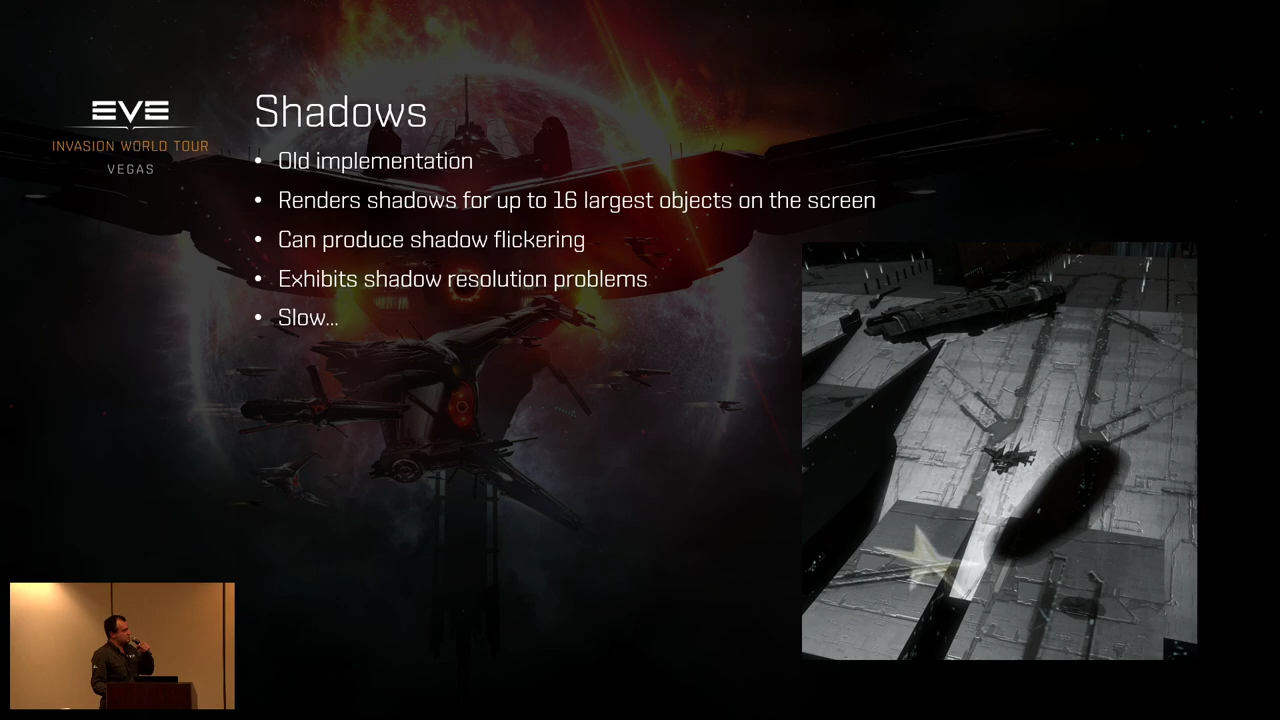 EVE
INVASION WORLD TOUR
VEGAS
Shadows
• Old implementation
• Renders shadows for up to 16 largest objects on the screen
• Can produce shadow flickering
• Exhibits shadow resolution problems
• Slow...